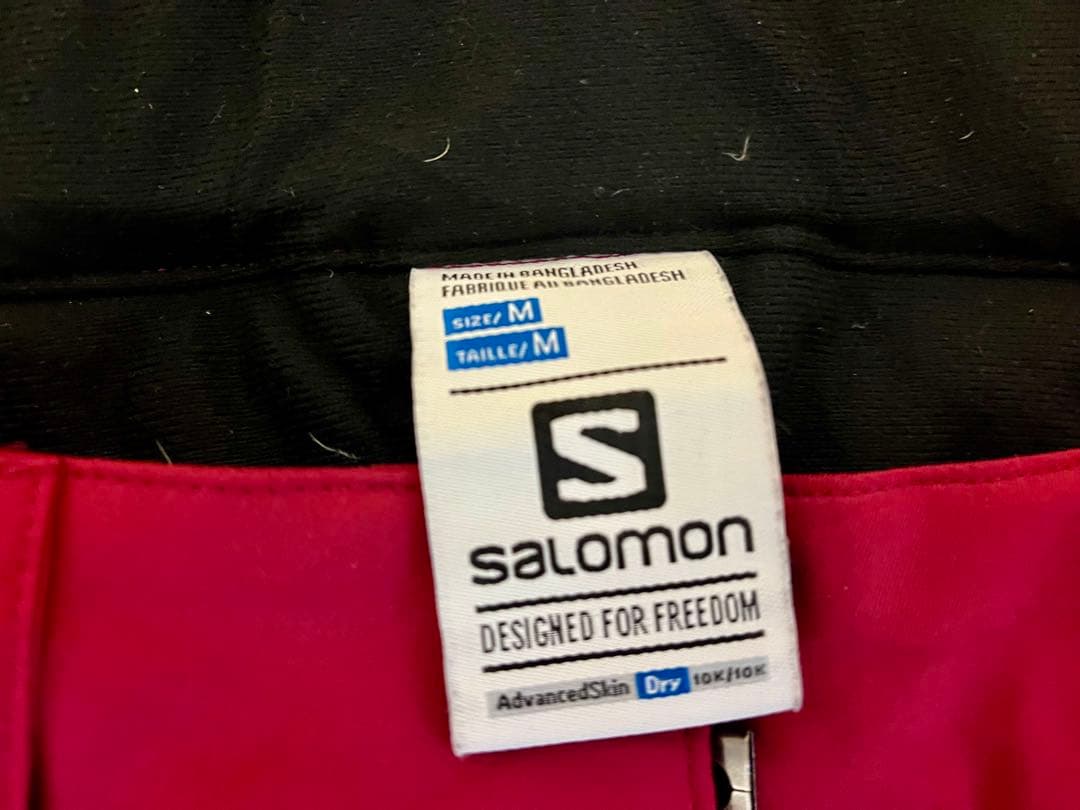 MADE IN BANGLADESH
FABRIQUE AU BANGLADESH
SIZE/ M
TAILLE/ M
S
SALOMON
DESIGNED FOR FREEDOM
AdvancedSkin Dry 10K/10K